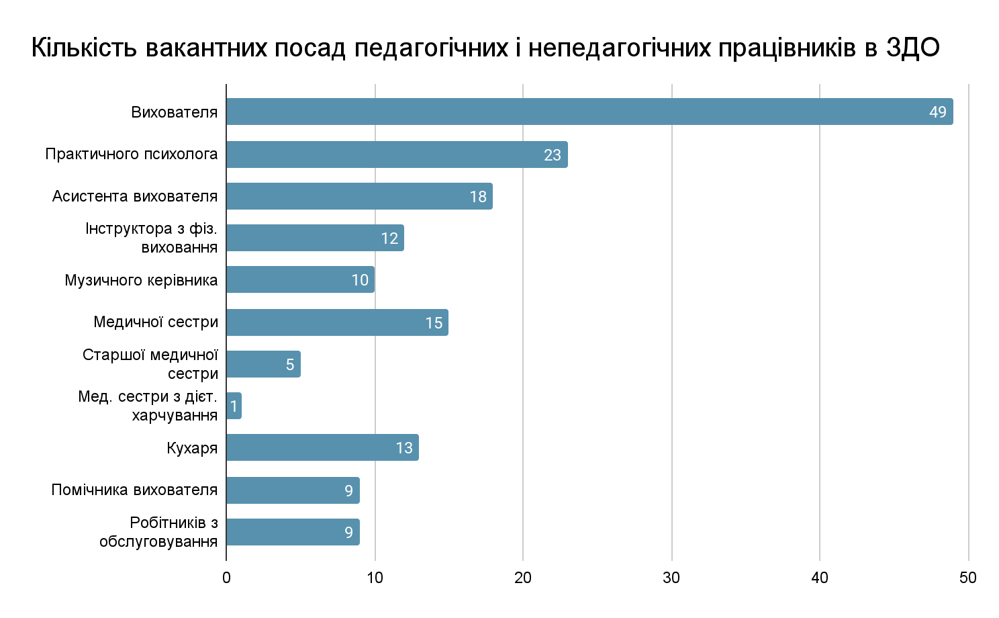 Кількість вакантних посад педагогічних і непедагогічних працівників в ЗДО
Вихователя
49
Практичного психолога
23
Асистента вихователя
18
Інструктора з фіз.
виховання
12
Музичного керівника
10
Медичної сестри
15
Старшої медичної
сестри
5
Мед. сестри з дієт.
харчування
1
Кухаря
13
Помічника вихователя
9
Робітників з
обслуговування
9
0 10 20 30 40 50